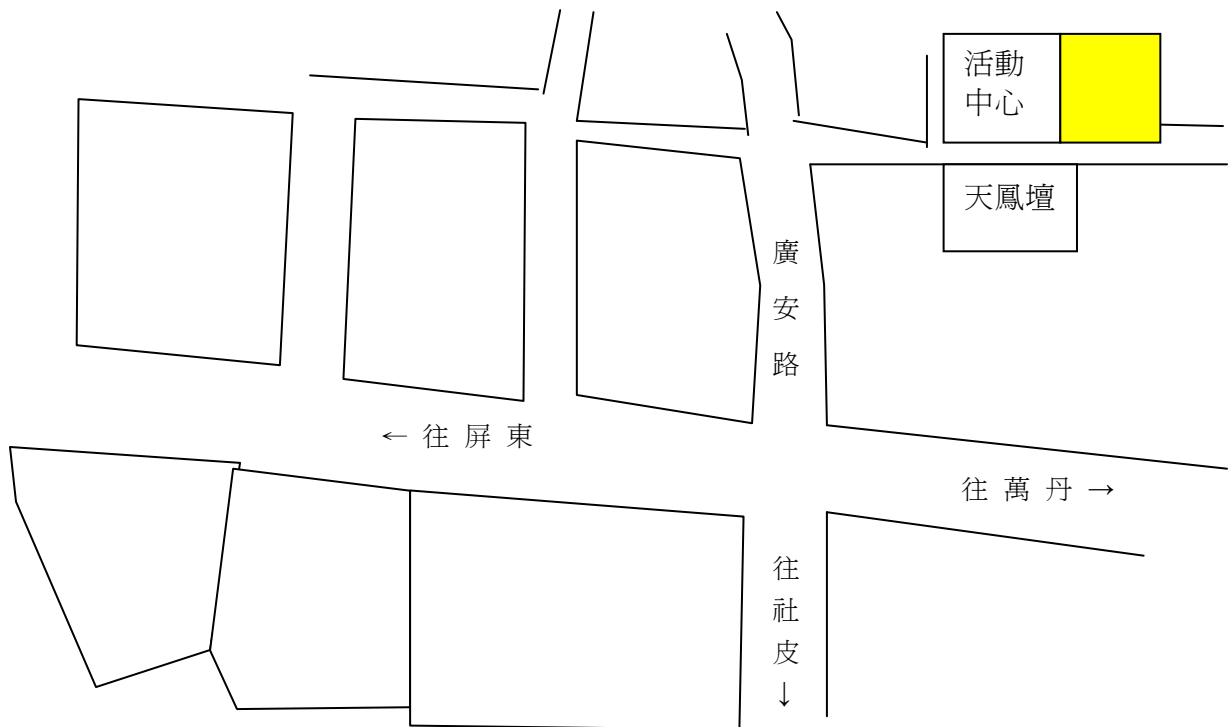 活動
中心
天鳳壇
廣安路
← 往屏東
往萬丹 →
往社皮↓